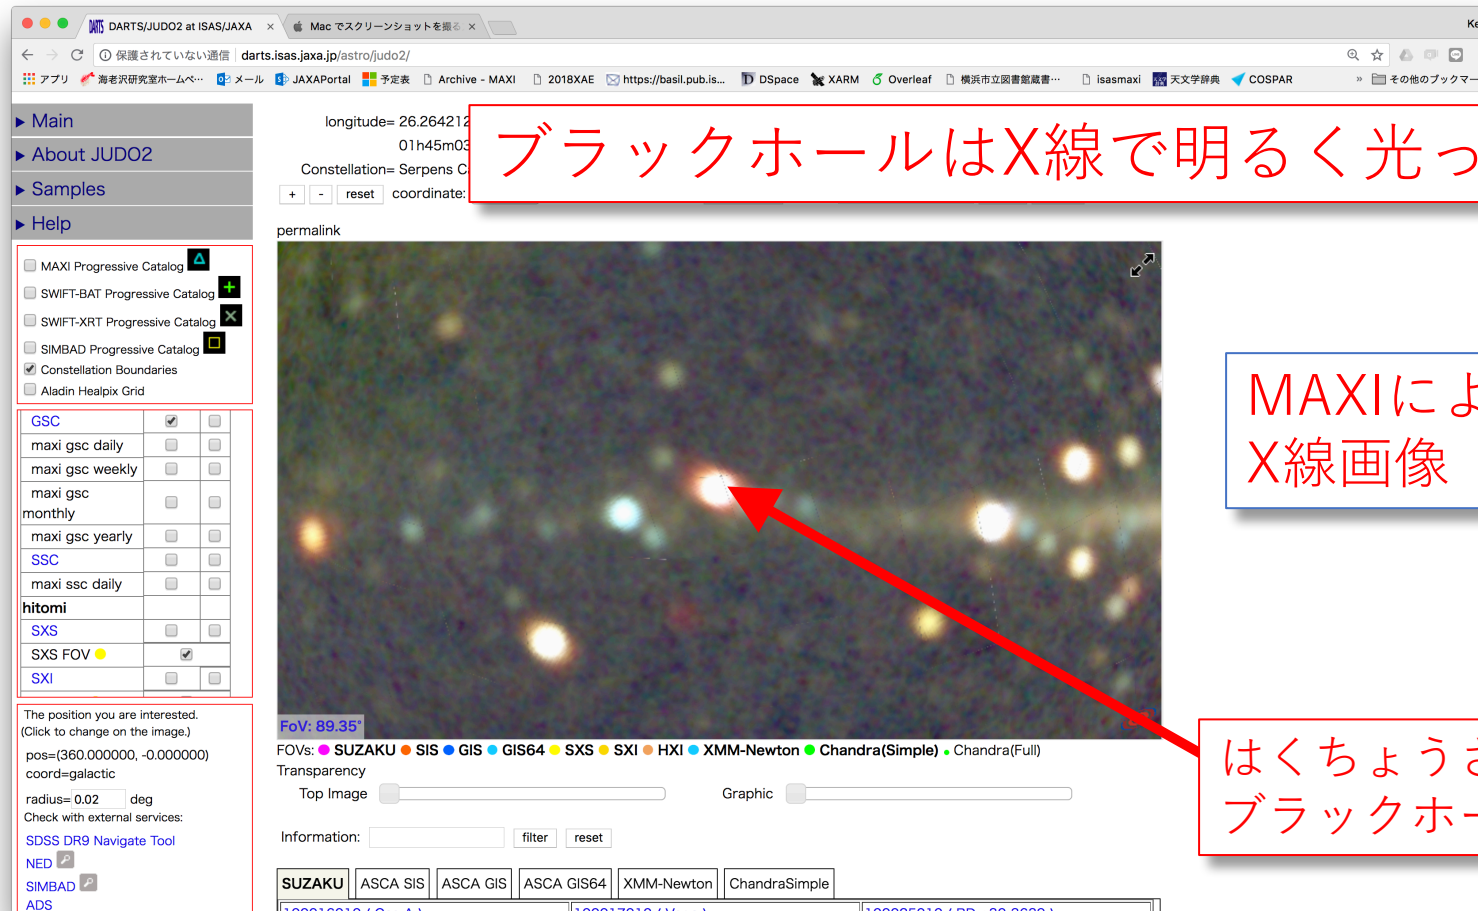 DARTS/JUDO2 at ISAS/JAXA
Mac でスクリーンショットを撮る
保護されていない通信 darts.isas.jaxa.jp/astro/judo2/
アプリ 海老沢研究室ホームペ… メール JAXAPortal 予定表 Archive - MAXI 2018XAE https://basil.pub.is... DSpace XARM Overleaf 横浜市立図書館蔵書… isasmaxi 天文学辞典 COSPAR » その他のブックマー
Main
About JUDO2
Samples
Help
longitude= 26.264212
01h45m03
Constellation= Serpens C
+ - reset coordinate:
ブラックホールはX線で明るく光っ
permalink
MAXI Progressive Catalog
SWIFT-BAT Progressive Catalog
SWIFT-XRT Progressive Catalog
SIMBAD Progressive Catalog
Constellation Boundaries
Aladin Healpix Grid
GSC
maxi gsc daily
maxi gsc weekly
maxi gsc
monthly
maxi gsc yearly
SSC
maxi ssc daily
hitomi
SXS
SXS FOV
SXI
MAXIによ
X線画像
FoV: 89.35°
FOVs: SUZAKU SIS GIS GIS64 SXS SXI HXI XMM-Newton Chandra(Simple) Chandra(Full)
Transparency
Top Image Graphic
Information: filter reset
はくちょうさ
ブラックホー
The position you are interested.
(Click to change on the image.)
pos=(360.000000, -0.000000)
coord=galactic
radius= 0.02 deg
Check with external services:
SDSS DR9 Navigate Tool
NED
SIMBAD
ADS
SUZAKU ASCA SIS ASCA GIS ASCA GIS64 XMM-Newton ChandraSimple